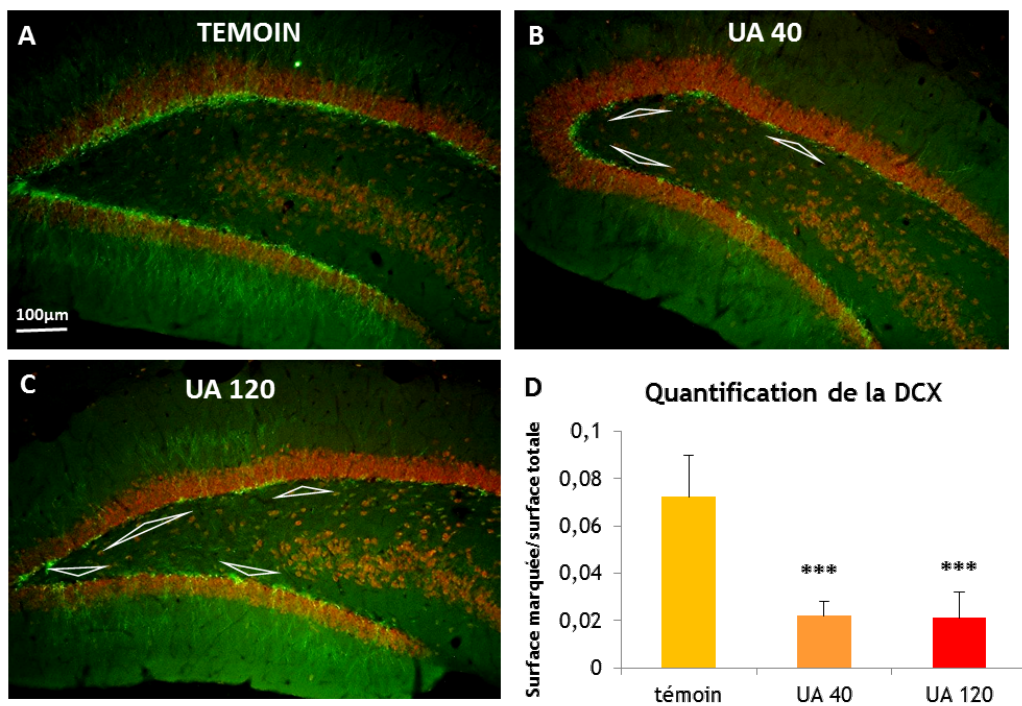 A
TEMOIN
100µm
B
UA 40
C
UA 120
D
Quantification de la DCX
Surface marquée/surface totale
0,1
0,08
0,06
0,04
0,02
0
***
***
témoin
UA 40
UA 120